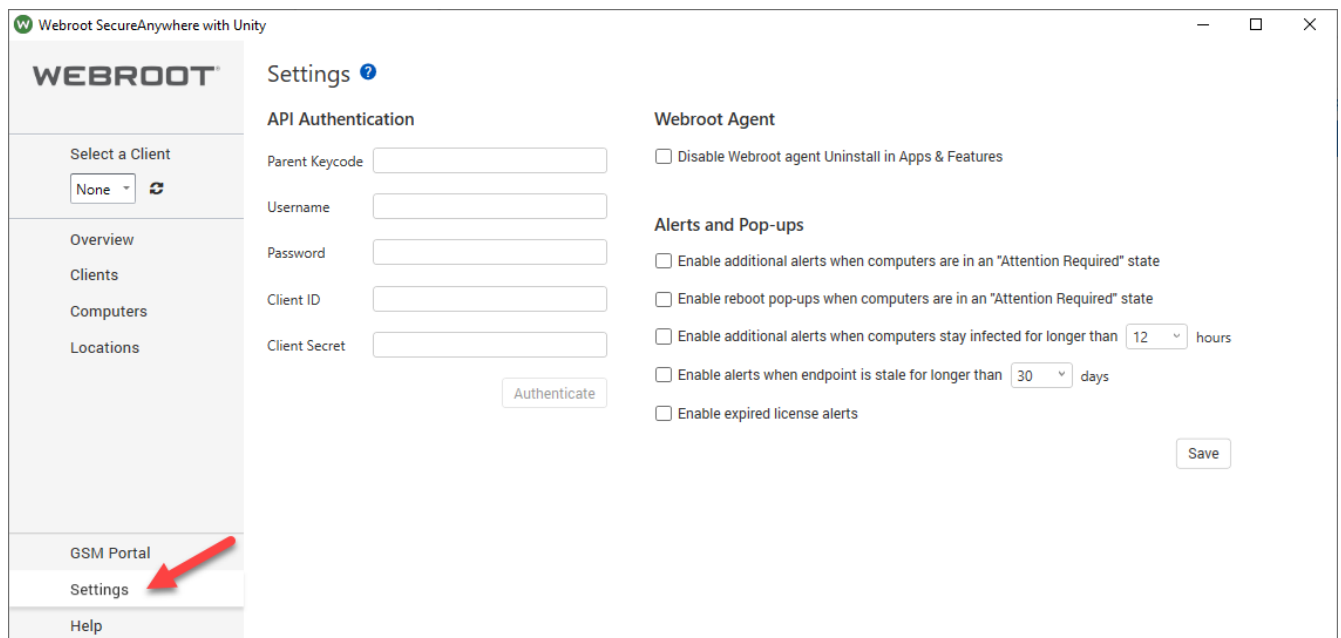 Webroot SecureAnywhere with Unity
WEBROOT
Select a Client
None
Overview
Clients
Computers
Locations
GSM Portal
Settings
Help
Settings ?
API Authentication
Parent Keycode
Username
Password
Client ID
Client Secret
Authenticate
Webroot Agent
Disable Webroot agent Uninstall in Apps & Features
Alerts and Pop-ups
Enable additional alerts when computers are in an "Attention Required" state
Enable reboot pop-ups when computers are in an "Attention Required" state
Enable additional alerts when computers stay infected for longer than 12 hours
Enable alerts when endpoint is stale for longer than 30 days
Enable expired license alerts
Save